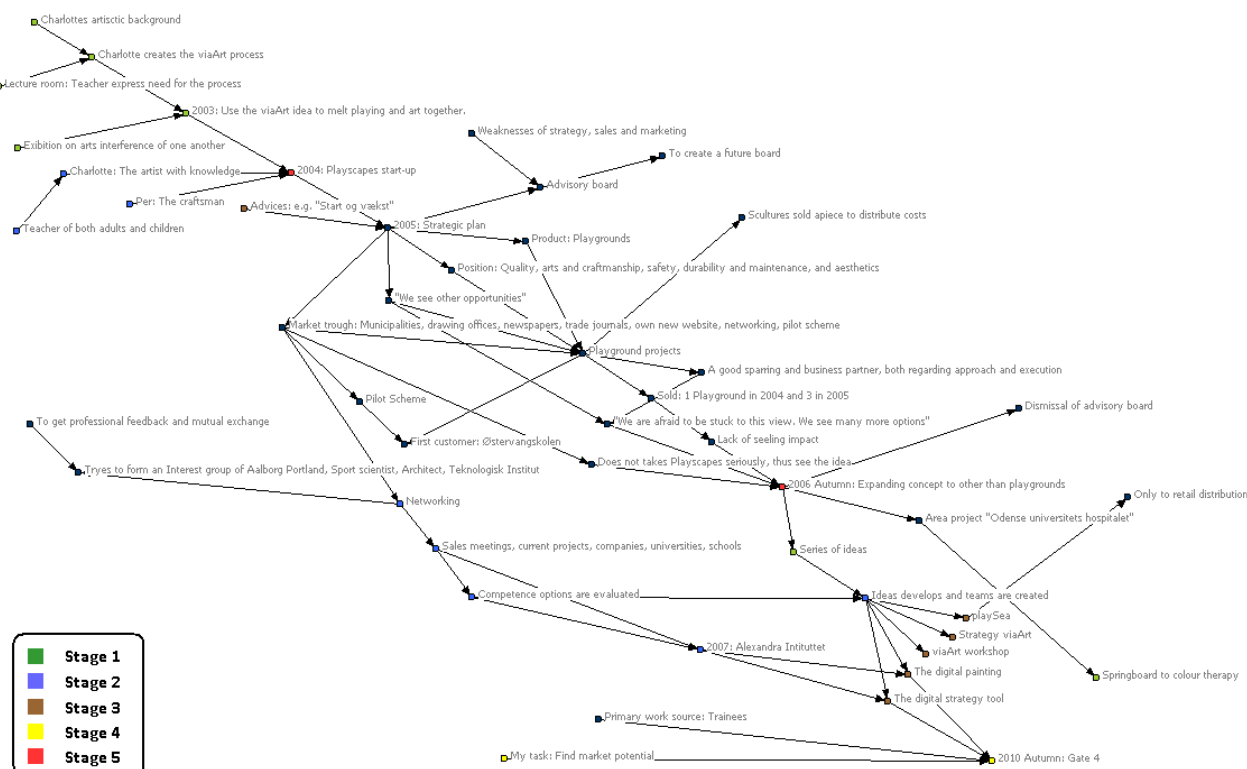 Charlottes artisctic background
Charlotte creates the viaArt process
Lecture room: Teacher express need for the process
2003: Use the viaArt idea to melt playing and art together.
Weaknesses of strategy, sales and marketing
Exibition on arts interference of one another
To create a future board
Charlotte: The artist with knowledge
2004: Playscapes start-up
Advisory board
Per: The craftsman
Advices: e.g. "Start og vækst"
Scultures sold apiece to distribute costs
Teacher of both adults and children
2005: Strategic plan
Product: Playgrounds
Position: Quality, arts and craftmanship, safety, durability and maintenance, and aesthetics
"We see other opportunities"
Market trough: Municipalities, drawing offices, newspapers, trade journals, own new website, networking, pilot scheme
Playground projects
A good sparring and business partner, both regarding approach and execution
Sold: 1 Playground in 2004 and 3 in 2005
Pilot Scheme
Dismissal of advisory board
To get professional feedback and mutual exchange
"We are afraid to be stuck to this view. We see many more options"
First customer: Østervangskolen
Lack of seeing impact
Does not takes Playscapes seriously, thus see the idea
Tryes to form an Interest group of Aalborg Portland, Sport scientist, Architect, Teknologisk Institut
2006 Autumn: Expanding concept to other than playgrounds
Only to retail distribution
Networking
Area project "Odense universitets hospitalet"
Sales meetings, current projects, companies, universities, schools
Series of ideas
Competence options are evaluated
Ideas develops and teams are created
playSea
Strategy viaArt
2007: Alexandra Intituttet
viaArt workshop
The digital painting
Springboard to colour therapy
The digital strategy tool
Primary work source: Trainees
My task: Find market potential
2010 Autumn: Gate 4
Stage 1
Stage 2
Stage 3
Stage 4
Stage 5